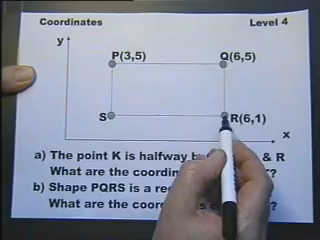 Coordinates Level 4
y
P(3,5) Q(6,5)
S R(6,1)
x
a) The point K is halfway & R
What are the coordin ?
b) Shape PQRS is a rec
What are the coor